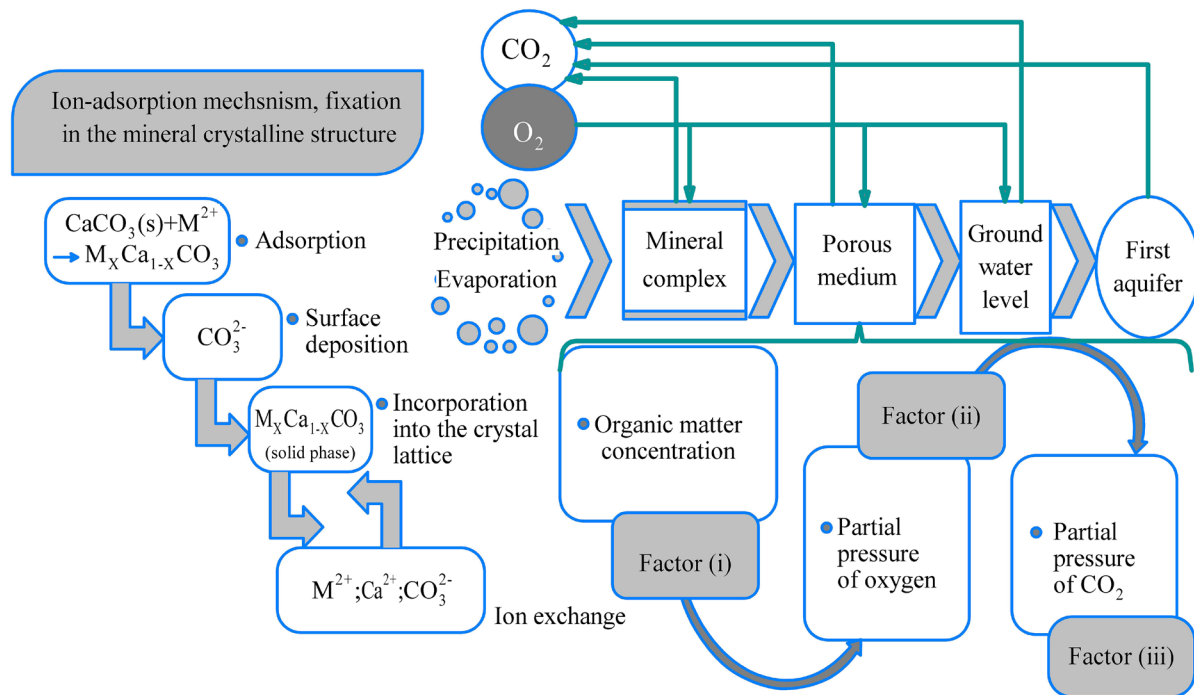 Ion-adsorption mechsnism, fixation
in the mineral crystalline structure
CaCO₃(s)+M²⁺
→ MₓCa₁₋ₓCO₃
Adsorption
CO₃²⁻
Surface
deposition
MₓCa₁₋ₓCO₃
(solid phase)
Incorporation
into the crystal
lattice
M²⁺;Ca²⁺;CO₃²⁻
Ion exchange
CO₂
O₂
Precipitation
Evaporation
Mineral
complex
Porous
medium
Ground
water
level
First
aquifer
Organic matter
concentration
Factor (i)
Partial
pressure
of oxygen
Factor (ii)
Partial
pressure
of CO₂
Factor (iii)